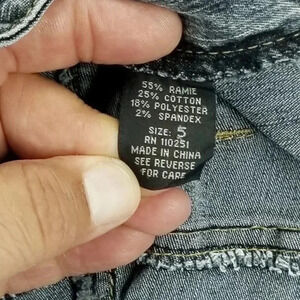 55% RAMIE
25% COTTON
18% POLYESTER
2% SPANDEX
SIZE: 5
RN 110251
MADE IN CHINA
SEE REVERSE
FOR CARE